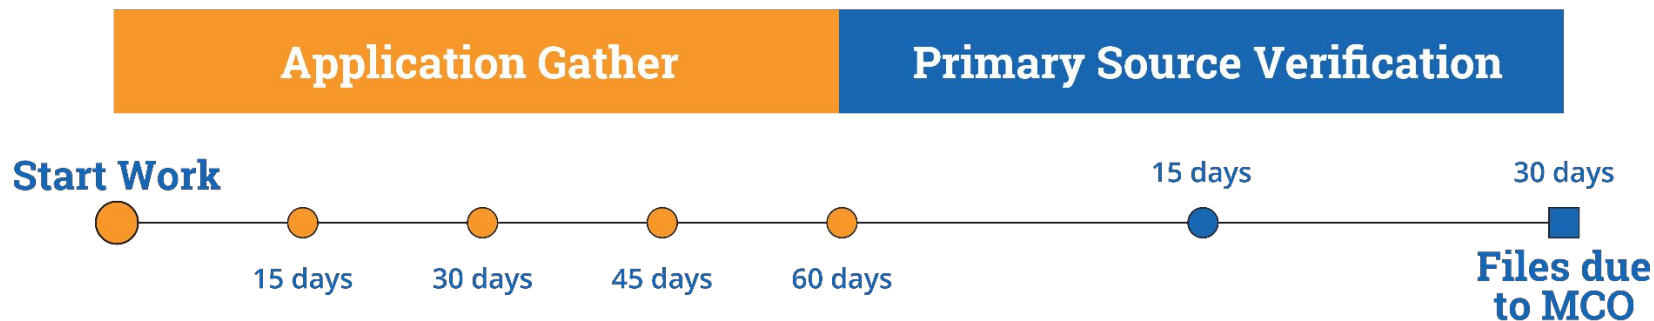 Application Gather
Primary Source Verification
Start Work
15 days
30 days
15 days
30 days
45 days
60 days
Files due
to MCO